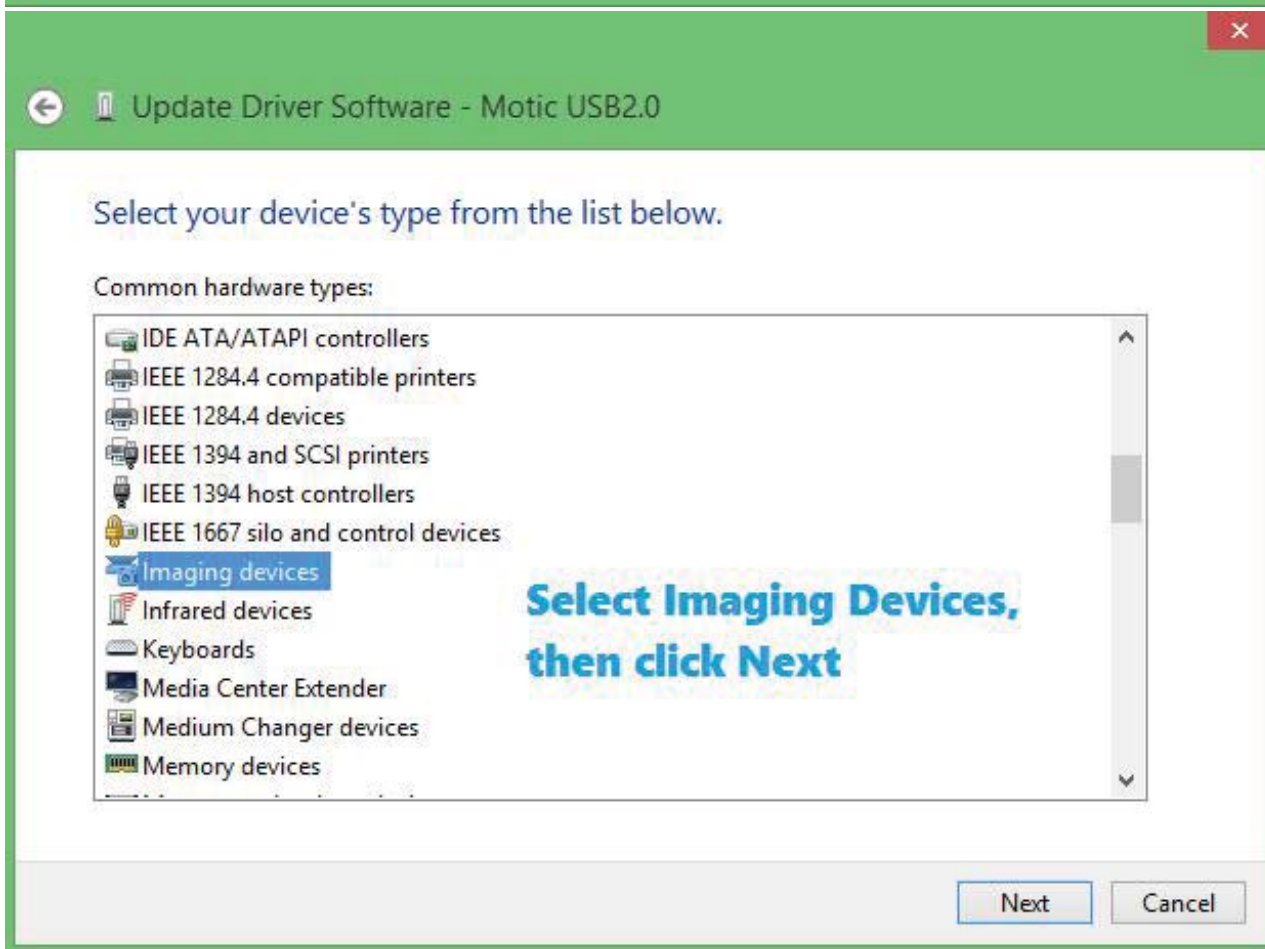 Update Driver Software - Motic USB2.0
Select your device's type from the list below.
Common hardware types:
IDE ATA/ATAPI controllers
IEEE 1284.4 compatible printers
IEEE 1284.4 devices
IEEE 1394 and SCSI printers
IEEE 1394 host controllers
IEEE 1667 silo and control devices
Imaging devices
Infrared devices
Keyboards
Media Center Extender
Medium Changer devices
Memory devices
Select Imaging Devices,
then click Next
Next
Cancel